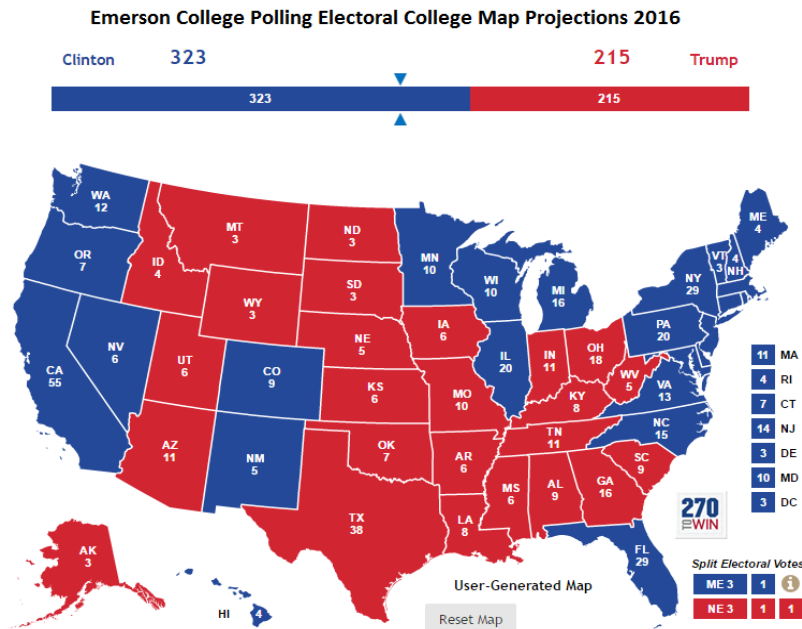 Emerson College Polling Electoral College Map Projections 2016
Clinton 323 215 Trump
323 215
WA
12
OR
7
CA
55
NV
6
ID
4
MT
3
WY
3
UT
6
AZ
11
CO
9
NM
5
ND
3
SD
3
NE
5
KS
6
OK
7
TX
38
MN
10
IA
6
MO
10
AR
6
LA
8
WI
10
IL
20
MI
16
IN
11
OH
18
KY
8
TN
11
MS
6
AL
9
GA
16
FL
29
SC
9
NC
15
VA
13
WV
5
PA
20
NY
29
VT
3
4
NH
ME
4
AK
3
HI 4
11 MA
4 RI
7 CT
14 NJ
3 DE
10 MD
3 DC
270
TO WIN
User-Generated Map
Reset Map
Split Electoral Votes
ME 3 1 i
NE 3 1 1